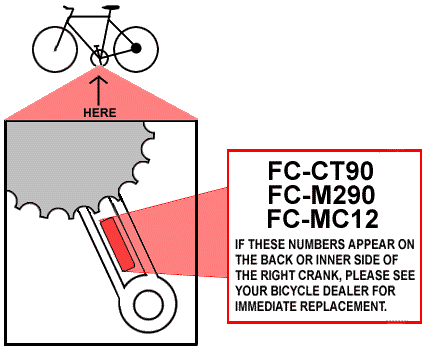 HERE
FC-CT90
FC-M290
FC-MC12
IF THESE NUMBERS APPEAR ON
THE BACK OR INNER SIDE OF
THE RIGHT CRANK, PLEASE SEE
YOUR BICYCLE DEALER FOR
IMMEDIATE REPLACEMENT.